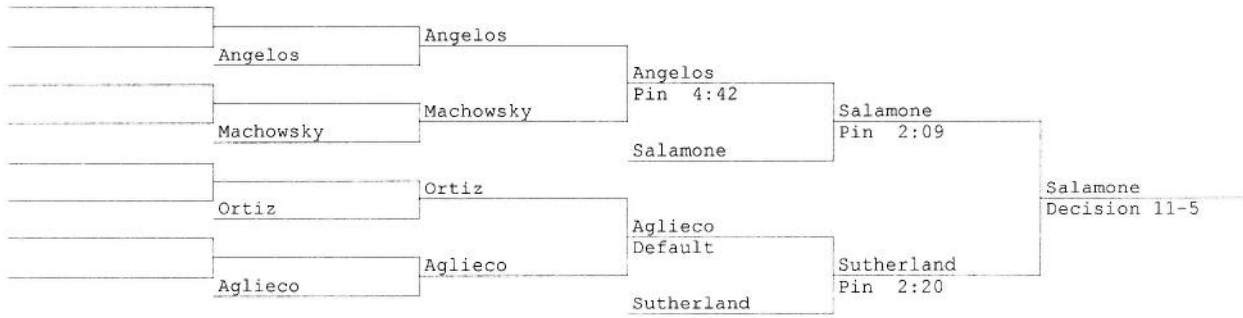 Angelos
Angelos
Angelos
Pin 4:42
Machowsky
Salamone
Pin 2:09
Machowsky
Salamone
Ortiz
Salamone
Decision 11-5
Ortiz
Aglieco
Default
Aglieco
Sutherland
Pin 2:20
Aglieco
Sutherland